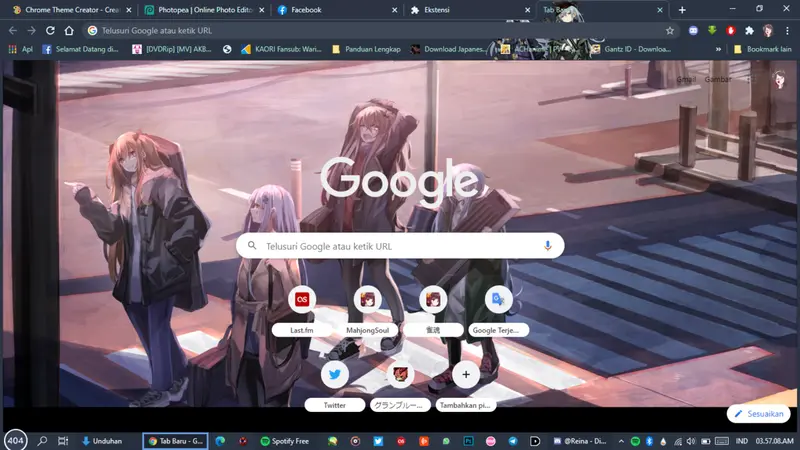 Chrome Theme Creator - Crea
Photopea | Online Photo Editor
Facebook
Ekstensi
Tab Baru
Telusuri Google atau ketik URL
Apl
Selamat Datang di...
[DVDRip] [MV] AKB...
KAORI Fansub: Wari...
Panduan Lengkap
Download Japanes...
Gantz ID - Downloa...
»
Bookmark lain
Gmail
Gambar
Google
Telusuri Google atau ketik URL
Last.fm
MahjongSoul
雀魂
Google Terje...
Twitter
グランブルー...
Tambahkan pi...
Sesuaikan
404
Unduhan
Tab Baru - G...
Spotify Free
@Reina - Di...
IND
03.57.08.AM